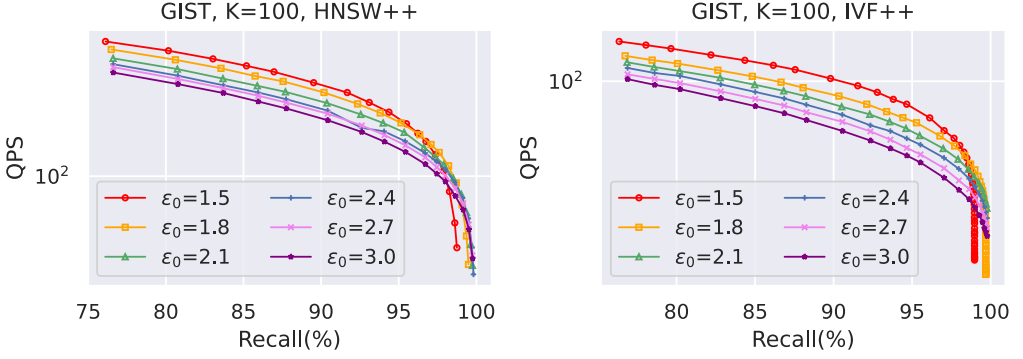 GIST, K=100, HNSW++
QPS
10²
ε₀=1.5
ε₀=1.8
ε₀=2.1
ε₀=2.4
ε₀=2.7
ε₀=3.0
75 80 85 90 95 100
Recall(%)
GIST, K=100, IVF++
QPS
10²
ε₀=1.5
ε₀=1.8
ε₀=2.1
ε₀=2.4
ε₀=2.7
ε₀=3.0
80 85 90 95 100
Recall(%)